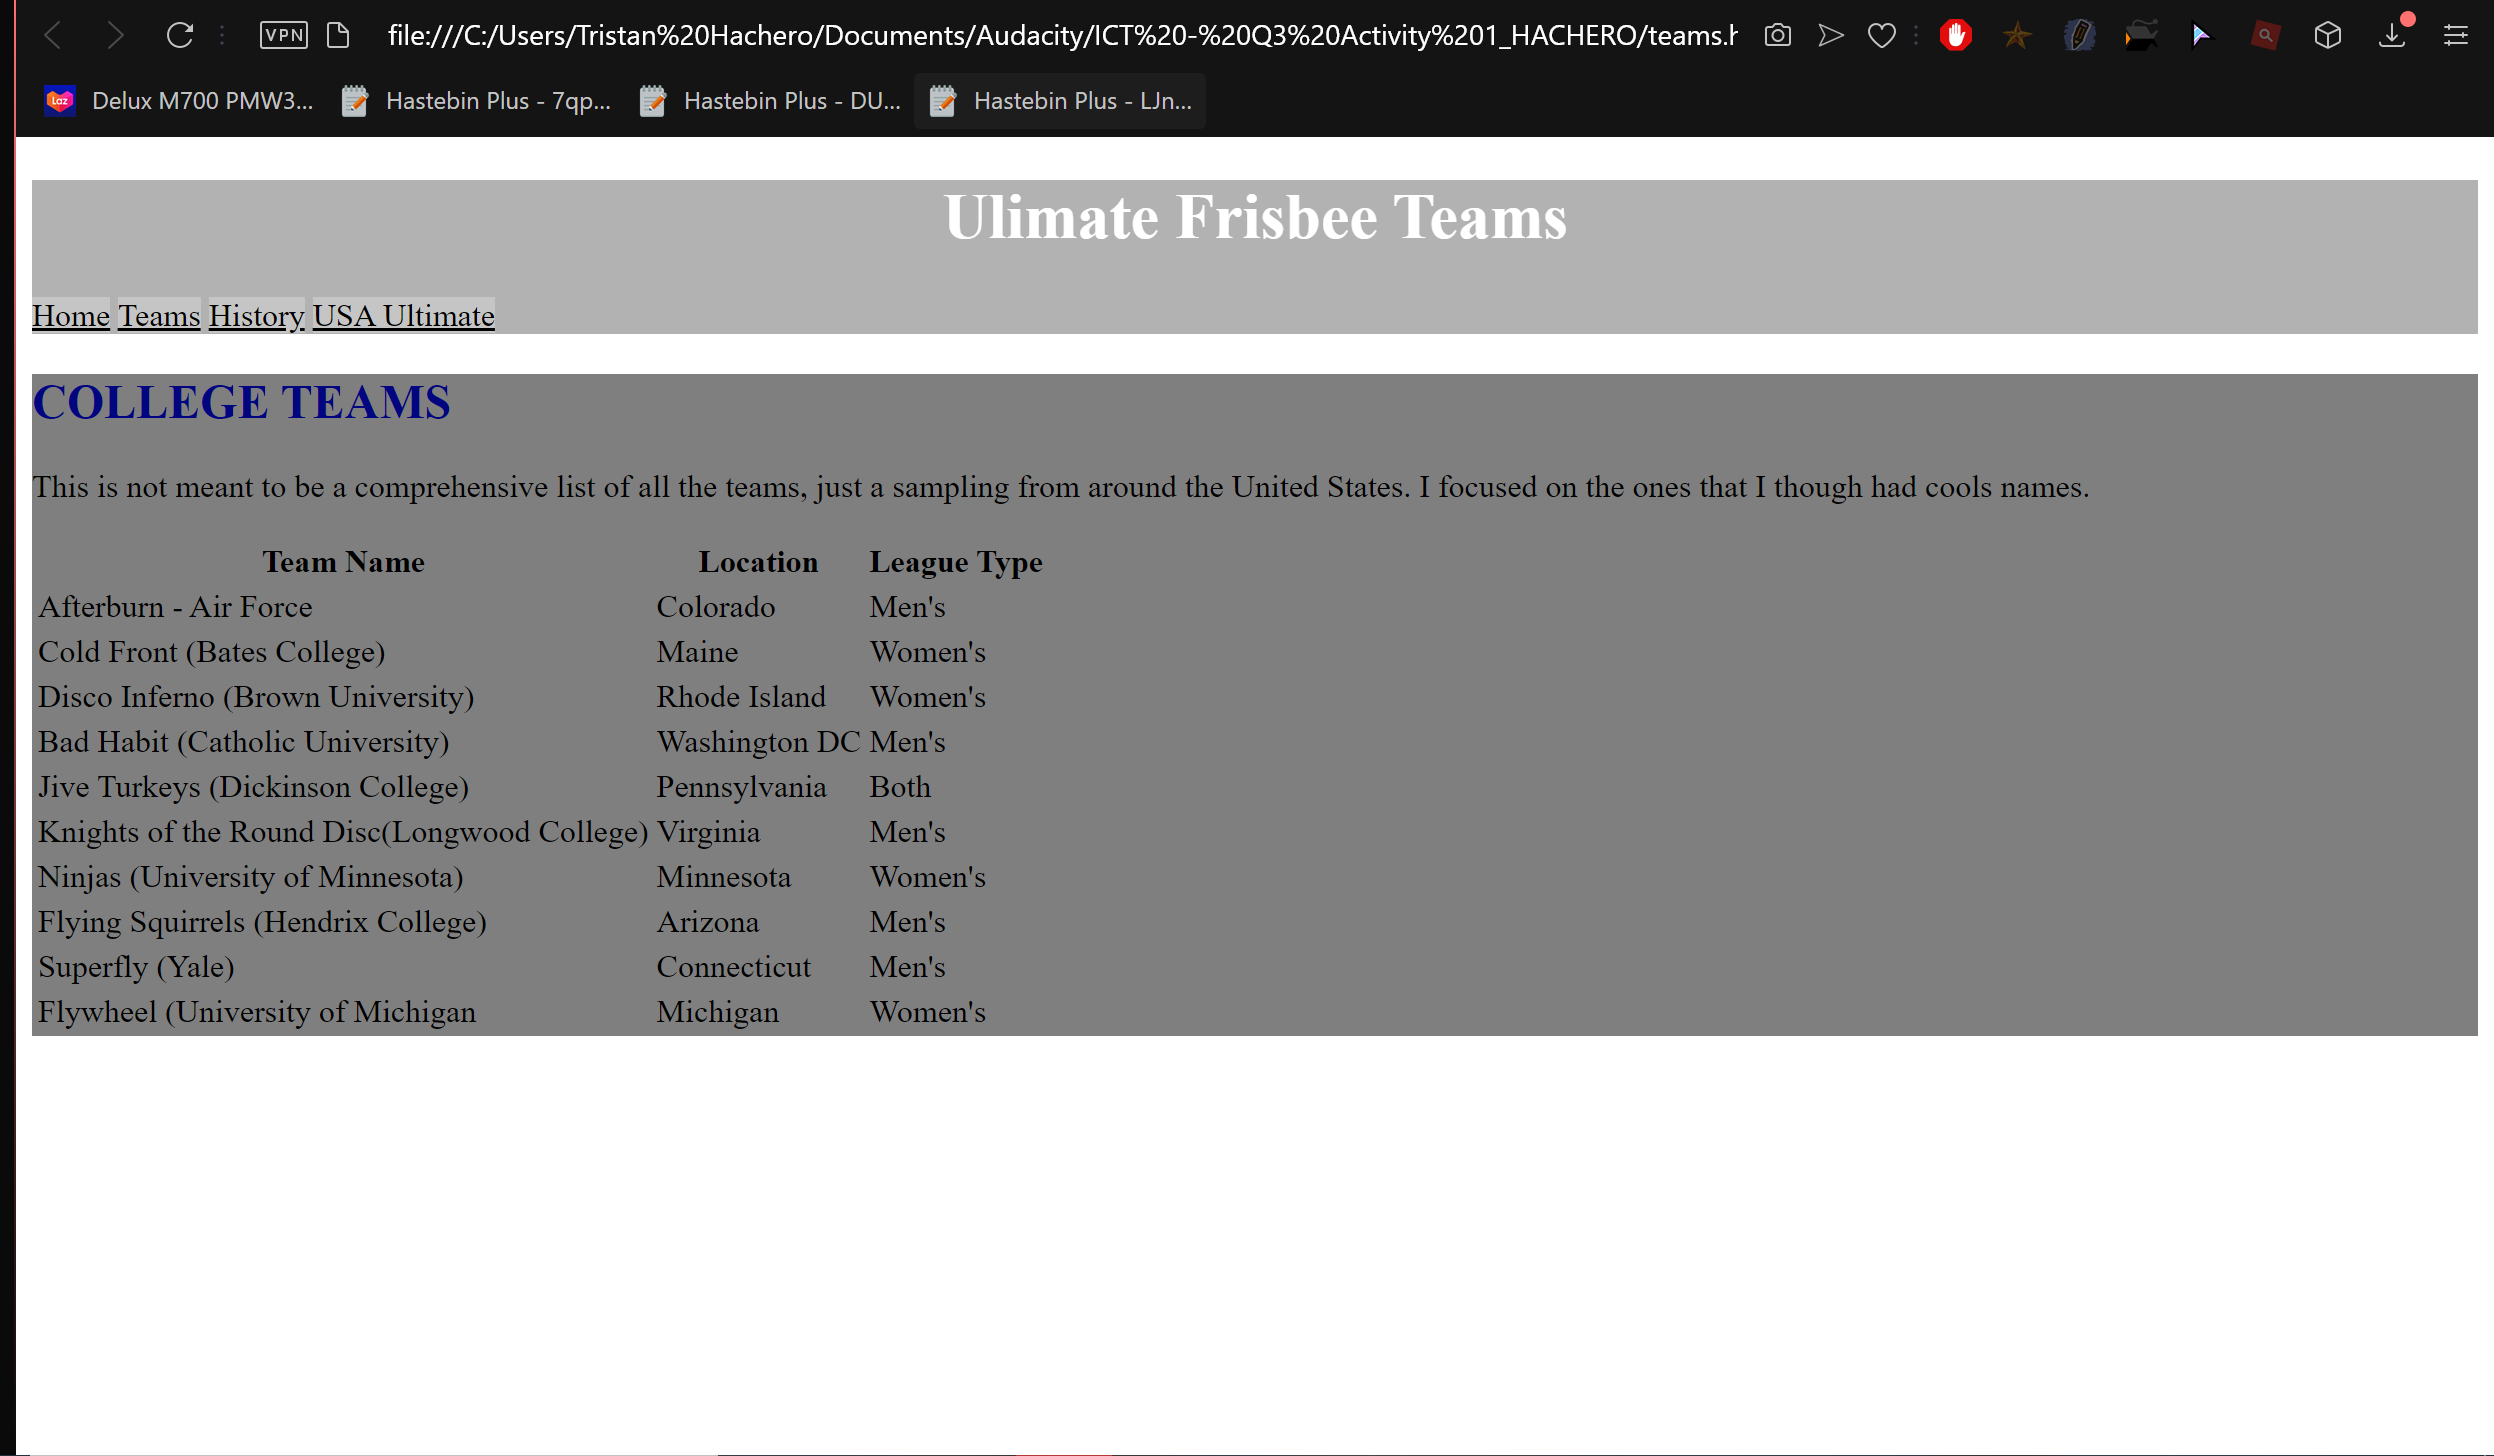 VPN file:///C:/Users/Tristan%20Hachero/Documents/Audacity/ICT%20-%20Q3%20Activity%201_HACHERO/teams.h
Laz Delux M700 PMW3... Hastebin Plus - 7qp... Hastebin Plus - DU... Hastebin Plus - LJn...
Ulimate Frisbee Teams
Home Teams History USA Ultimate
COLLEGE TEAMS
This is not meant to be a comprehensive list of all the teams, just a sampling from around the United States. I focused on the ones that I though had cools names.
Team Name Location League Type
Afterburn - Air Force Colorado Men's
Cold Front (Bates College) Maine Women's
Disco Inferno (Brown University) Rhode Island Women's
Bad Habit (Catholic University) Washington DC Men's
Jive Turkeys (Dickinson College) Pennsylvania Both
Knights of the Round Disc(Longwood College) Virginia Men's
Ninjas (University of Minnesota) Minnesota Women's
Flying Squirrels (Hendrix College) Arizona Men's
Superfly (Yale) Connecticut Men's
Flywheel (University of Michigan Michigan Women's